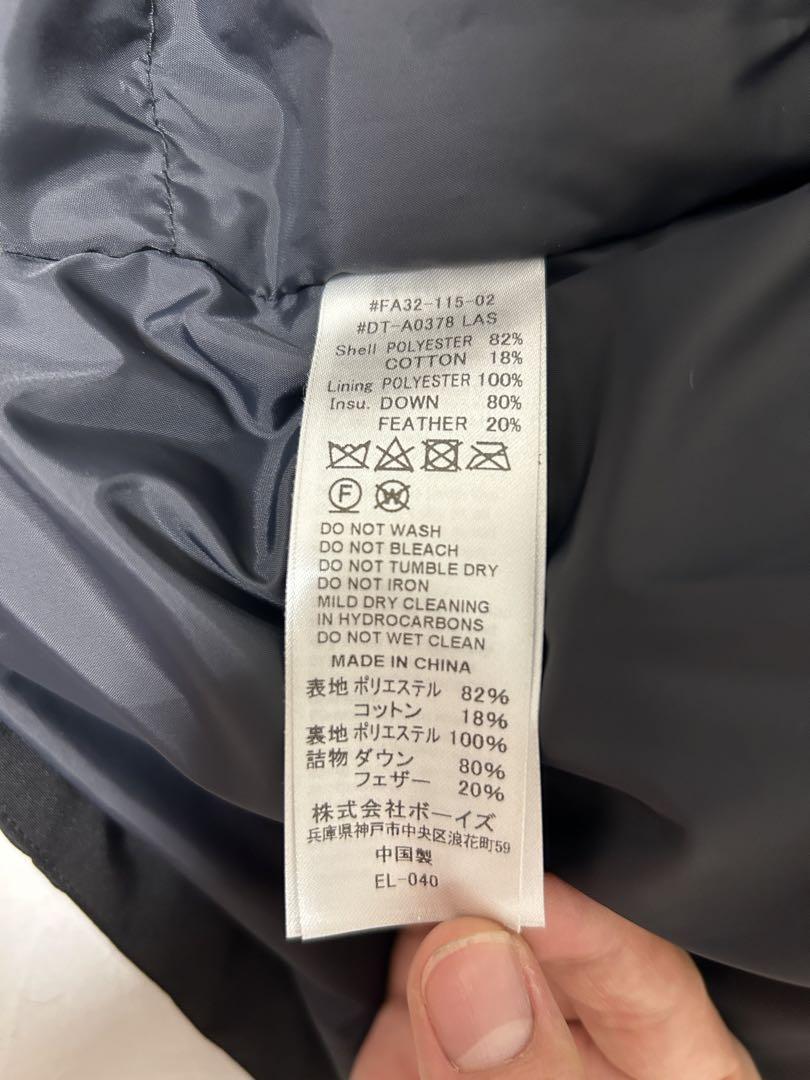 #FA32-115-02
#DT-A0378 LAS
Shell POLYESTER 82%
COTTON 18%
Lining POLYESTER 100%
Insu. DOWN 80%
FEATHER 20%
F W
DO NOT WASH
DO NOT BLEACH
DO NOT TUMBLE DRY
DO NOT IRON
MILD DRY CLEANING
IN HYDROCARBONS
DO NOT WET CLEAN
MADE IN CHINA
表地 ポリエステル 82%
コットン 18%
裏地 ポリエステル 100%
詰物 ダウン 80%
フェザー 20%
株式会社ボーイズ
兵庫県神戸市中央区浪花町59
中国製
EL-040